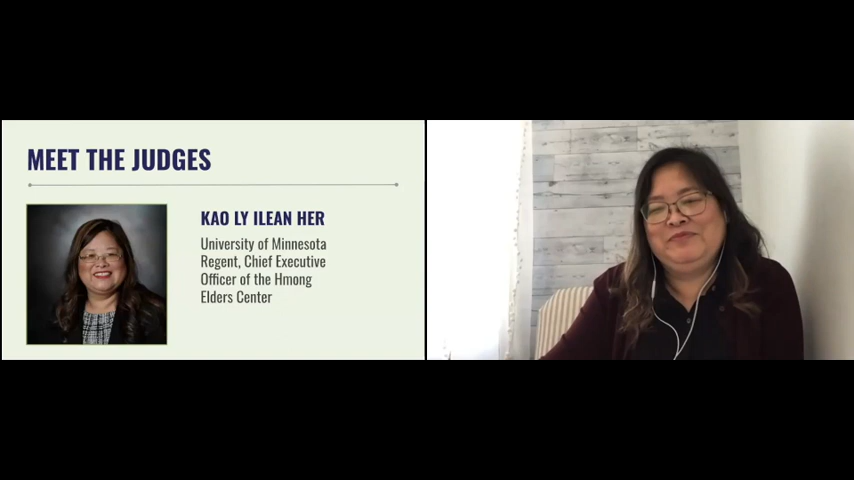 MEET THE JUDGES
KAO LY ILEAN HER
University of Minnesota
Regent, Chief Executive
Officer of the Hmong
Elders Center